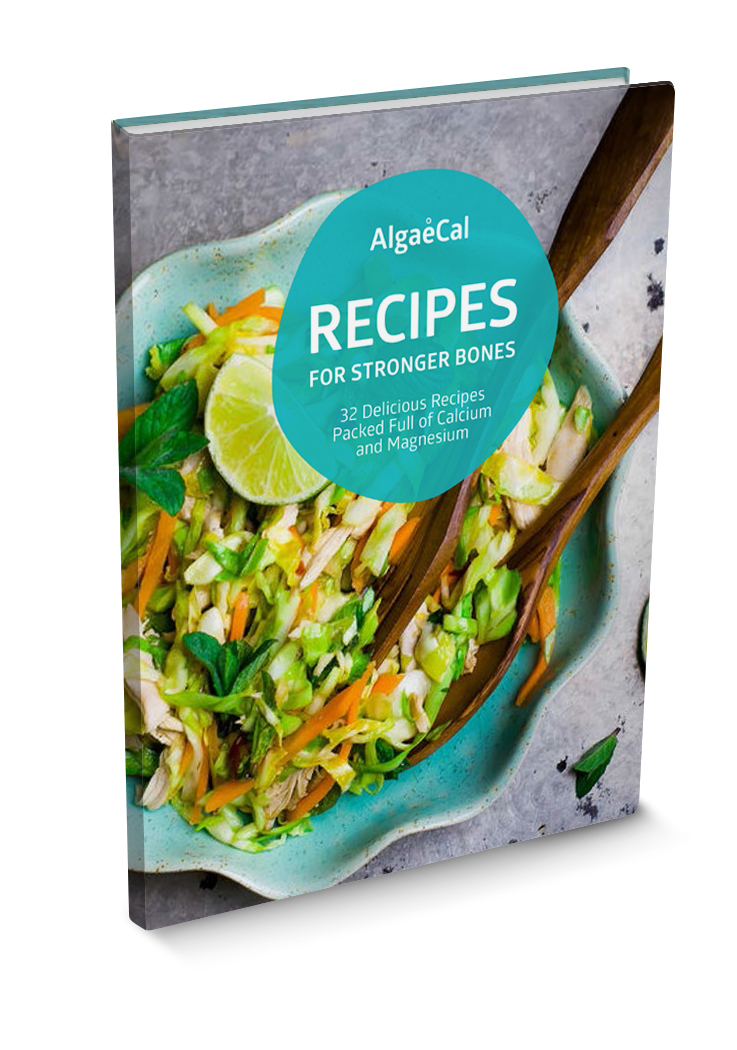 AlgaeCal
RECIPES
FOR STRONGER BONES
32 Delicious Recipes
Packed Full of Calcium
and Magnesium